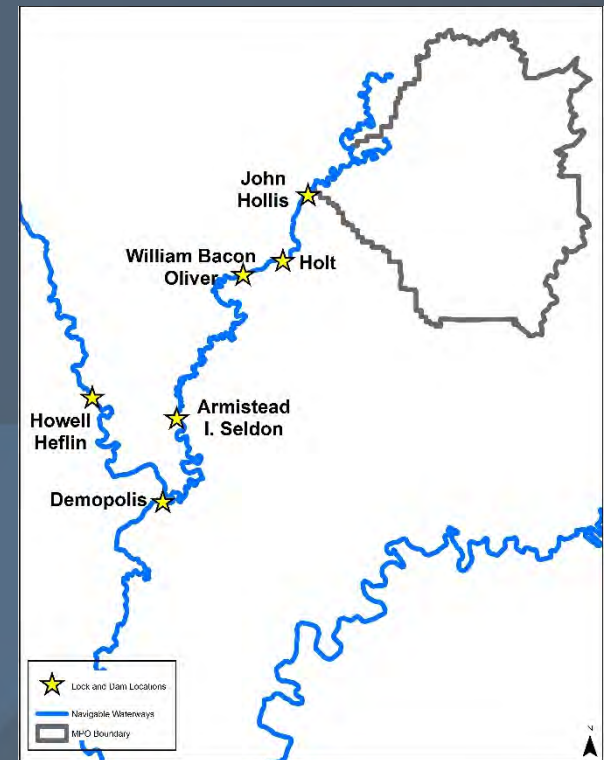 John
Hollis
William Bacon
Oliver
Holt
Howell
Heflin
Armistead
I. Seldon
Demopolis
Lock and Dam Locations
Navigable Waterways
MPO Boundary
N